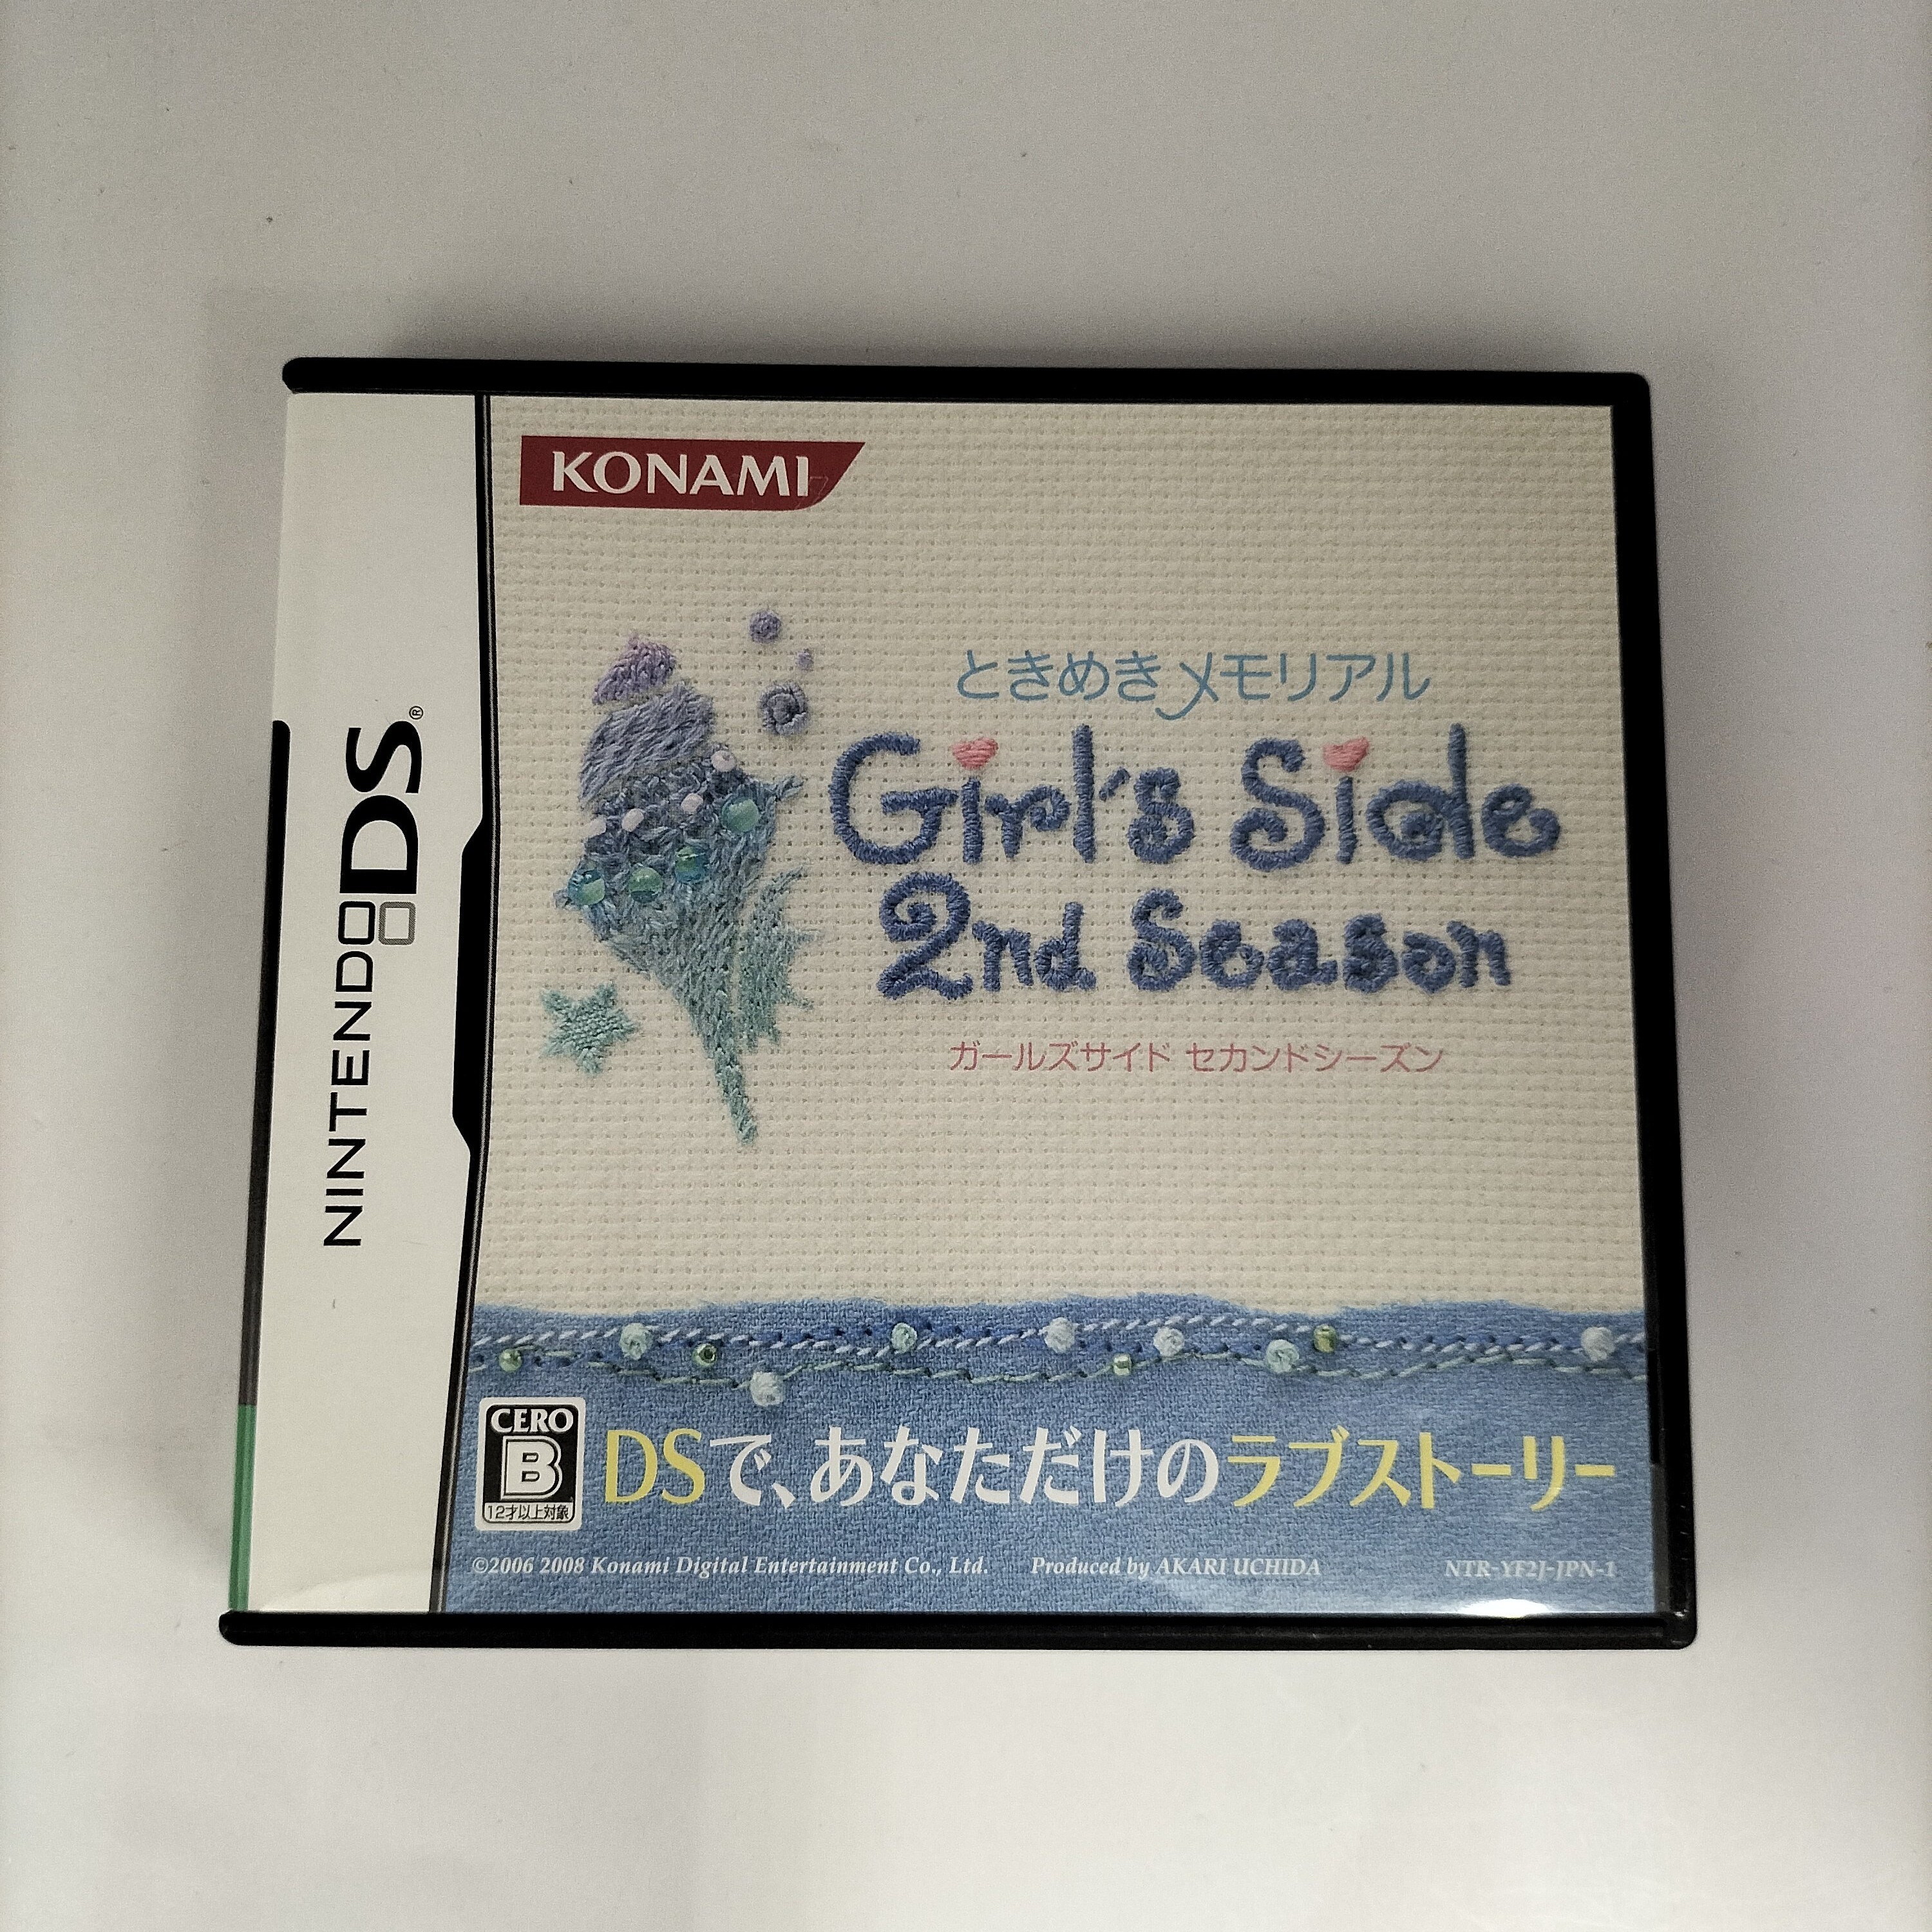 NINTENDO DS®
KONAMI
ときめきメモリアル
Girl's Side
2nd Season
ガールズサイド セカンドシーズン
CERO
B
12才以上対象
DSで、あなただけのラブストーリー
©2006 2008 Konami Digital Entertainment Co., Ltd. Produced by AKARI UCHIDA NTR-YF2J-JPN-1